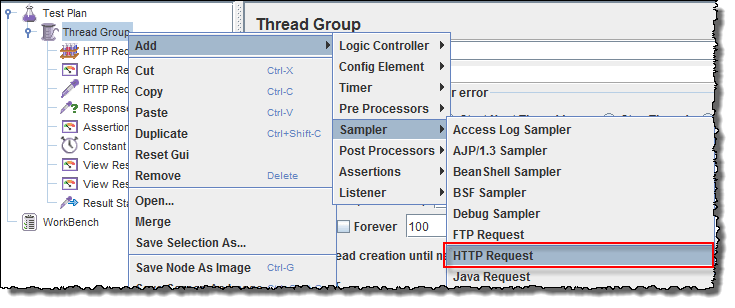 Test Plan
Thread Group
HTTP Req
Graph Re
HTTP Req
Response
Assertion
Constant
View Res
View Res
Result Sta
WorkBench
Add
Cut Ctrl-X
Copy Ctrl-C
Paste Ctrl-V
Duplicate Ctrl+Shift-C
Reset Gui
Remove Delete
Open...
Merge
Save Selection As...
Save Node As Image Ctrl-G
Logic Controller
Config Element
Timer
Pre Processors
Sampler
Post Processors
Assertions
Listener
Thread Group
error
Access Log Sampler
AJP/1.3 Sampler
BeanShell Sampler
BSF Sampler
Debug Sampler
FTP Request
HTTP Request
Java Request
Forever 100
ead creation until n